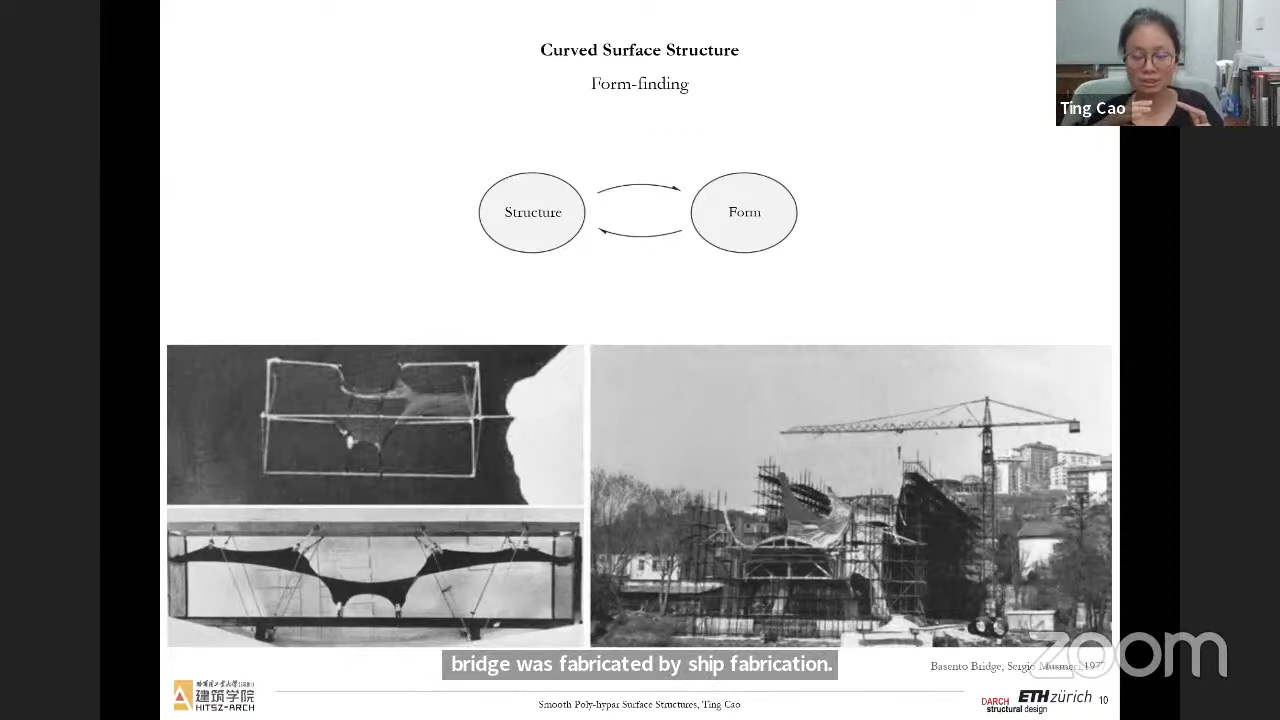 Curved Surface Structure
Form-finding
Ting Cao
Structure
Form
bridge was fabricated by ship fabrication.
Basento Bridge, Sergio Musmeci,197
zoom
建筑学院
HITSZ-ARCH
Smooth Poly-hypar Surface Structures, Ting Cao
DARCH
structural design
ETH zürich
10